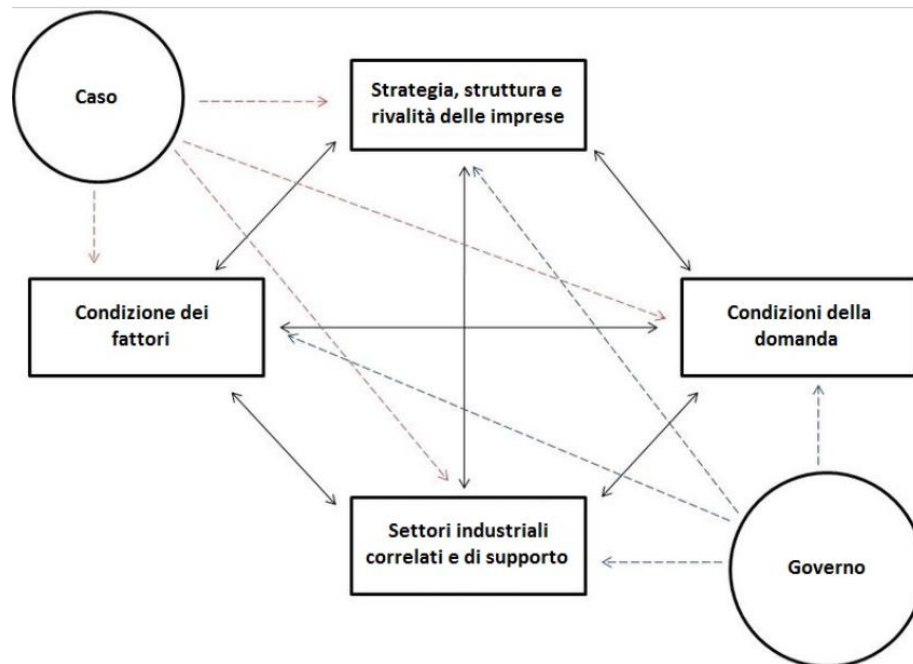 Caso
Strategia, struttura e
rivalità delle imprese
Condizione dei
fattori
Condizioni della
domanda
Settori industriali
correlati e di supporto
Governo